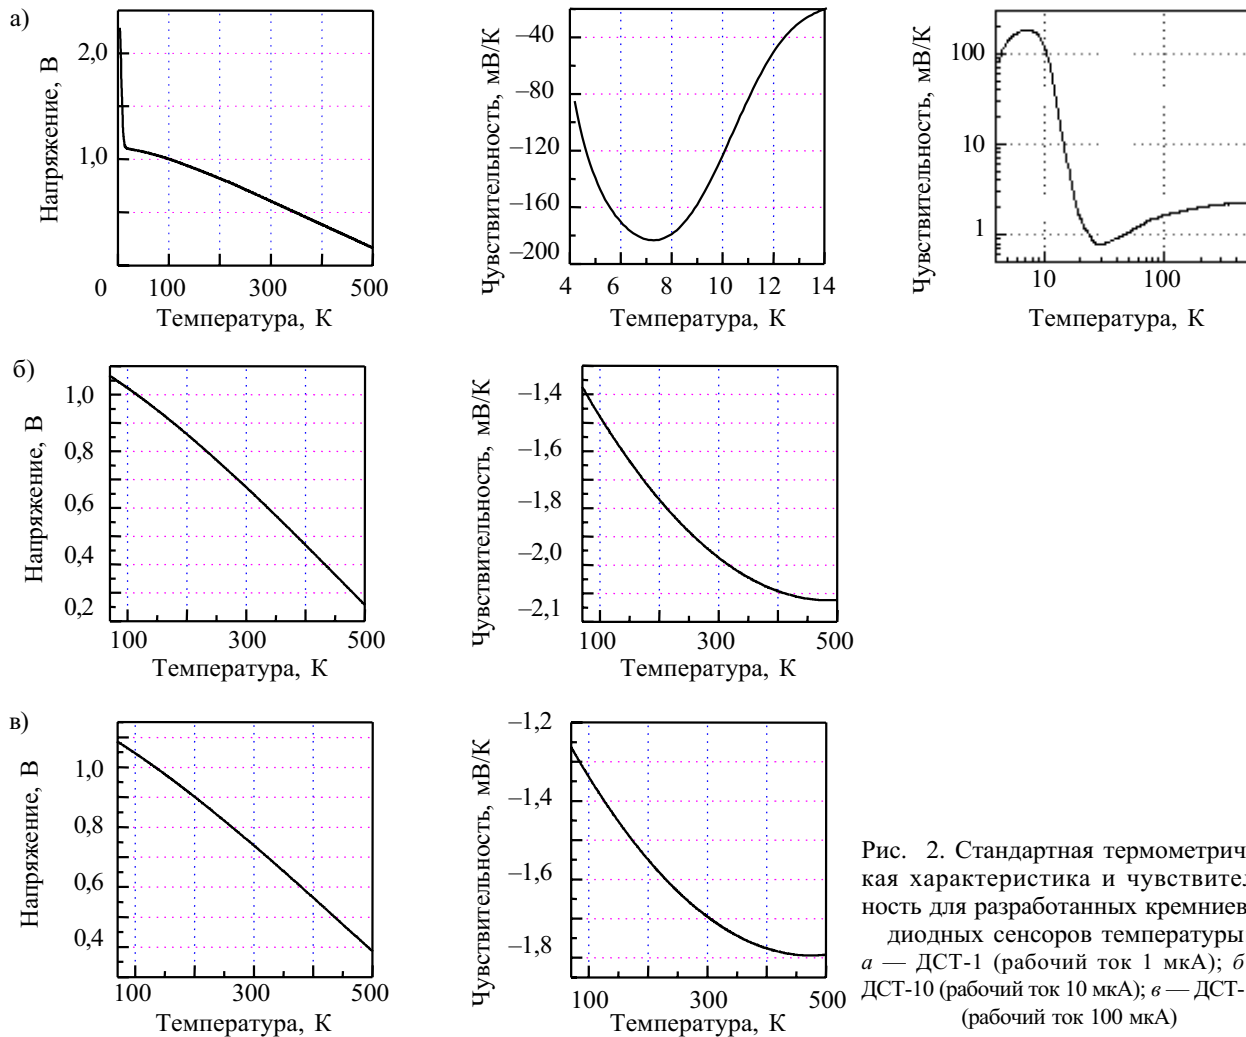 а)
Напряжение, В
2,0
1,0
0
100
300
500
Температура, К
Чувствительность, мВ/К
–40
–80
–120
–160
–200
4
6
8
10
12
14
Температура, К
Чувствительность, мВ/К
100
10
1
10
100
Температура, К
б)
Напряжение, В
1,0
0,8
0,6
0,4
0,2
100
300
500
Температура, К
Чувствительность, мВ/К
–1,4
–1,6
–1,8
–2,0
–2,1
100
300
500
Температура, К
в)
Напряжение, В
1,0
0,8
0,6
0,4
100
300
500
Температура, К
Чувствительность, мВ/К
–1,2
–1,4
–1,6
–1,8
100
300
500
Температура, К
Рис. 2. Стандартная термометрич
кая характеристика и чувствител
ность для разработанных кремниев
диодных сенсоров температуры
а — ДСТ-1 (рабочий ток 1 мкА); б
ДСТ-10 (рабочий ток 10 мкА); в — ДСТ-
(рабочий ток 100 мкА)